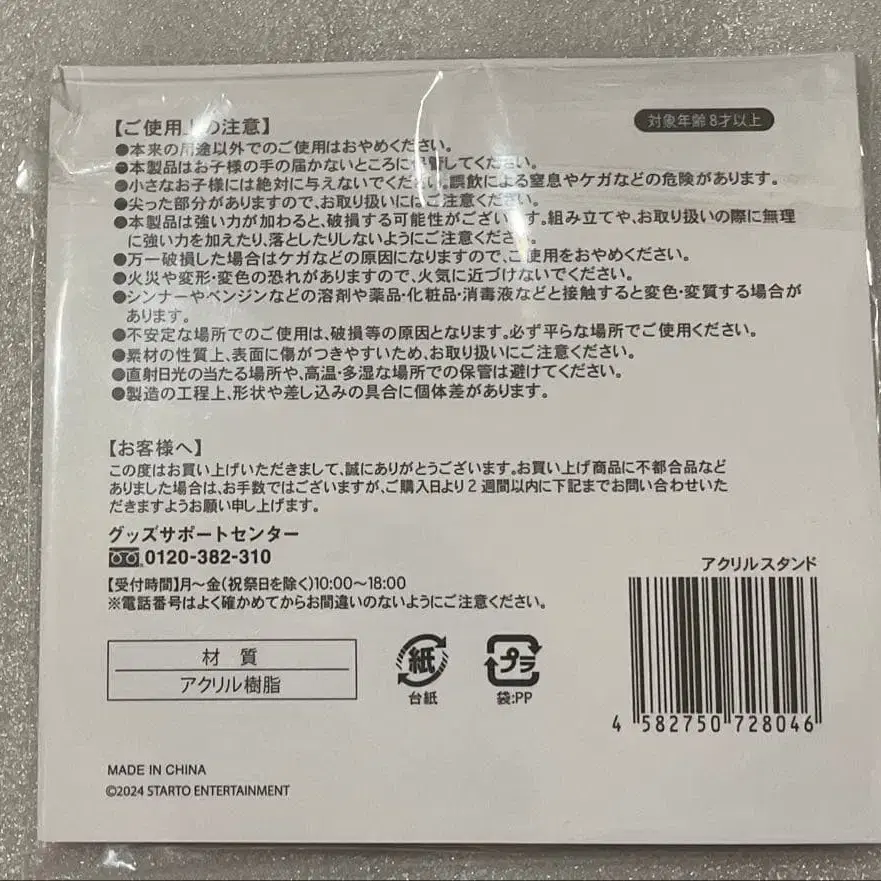 【ご使用上の注意】
対象年齢8才以上
●本来の用途以外でのご使用はおやめください。
●本製品はお子様の手の届かないところに保管してください。
●小さなお子様には絶対に与えないでください。誤飲による窒息やケガなどの危険があります。
●尖った部分がありますので、お取り扱いにはご注意ください。
●本製品は強い力が加わると、破損する可能性がございます。組み立てや、お取り扱いの際に無理
に強い力を加えたり、落としたりしないようにご注意ください。
●万一破損した場合はケガなどの原因になりますので、ご使用をおやめください。
●火災や変形・変色の恐れがありますので、火気に近づけないでください。
●シンナーやベンジンなどの溶剤や薬品・化粧品・消毒液などと接触すると変色・変質する場合が
あります。
●不安定な場所でのご使用は、破損等の原因となります。必ず平らな場所でご使用ください。
●素材の性質上、表面に傷がつきやすいため、お取り扱いにご注意ください。
●直射日光の当たる場所や、高温・多湿な場所での保管は避けてください。
●製造の工程上、形状や差し込みの具合に個体差があります。
【お客様へ】
この度はお買い上げいただきまして、誠にありがとうございます。お買い上げ商品に不都合品など
ありました場合は、お手数ではございますが、ご購入日より2週間以内に下記までお問い合わせいた
だきますようお願い申し上げます。
グッズサポートセンター
0120-382-310
【受付時間】月〜金(祝祭日を除く)10:00〜18:00
※電話番号はよく確かめてからお間違いのないようにご注意ください。
アクリルスタンド
材 質
アクリル樹脂
紙
台紙
プラ
袋:PP
4 582750 728046
MADE IN CHINA
©2024 STARTO ENTERTAINMENT